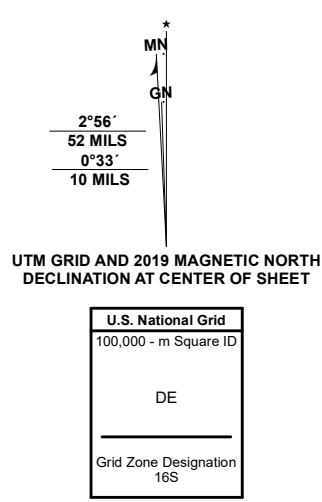 MN
GN
2°56´
52 MILS
0°33´
10 MILS
UTM GRID AND 2019 MAGNETIC NORTH
DECLINATION AT CENTER OF SHEET
U.S. National Grid
100,000 - m Square ID
DE
Grid Zone Designation
16S